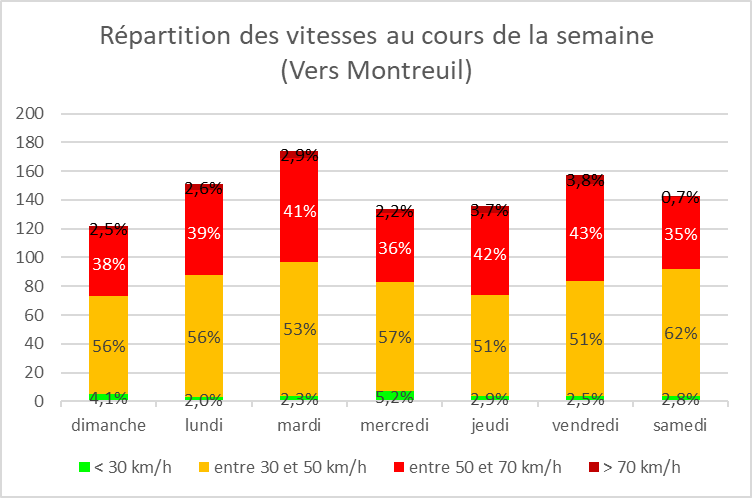 Répartition des vitesses au cours de la semaine
(Vers Montreuil)
200
180
160
140
120
100
80
60
40
20
0
2,5% 2,6% 2,9% 2,2% 3,7% 3,8% 0,7%
38% 39% 41% 36% 42% 43% 35%
56% 56% 53% 57% 51% 51% 62%
4,1% 2,0% 2,3% 5,2% 2,9% 2,5% 2,8%
dimanche lundi mardi mercredi jeudi vendredi samedi
< 30 km/h entre 30 et 50 km/h entre 50 et 70 km/h > 70 km/h